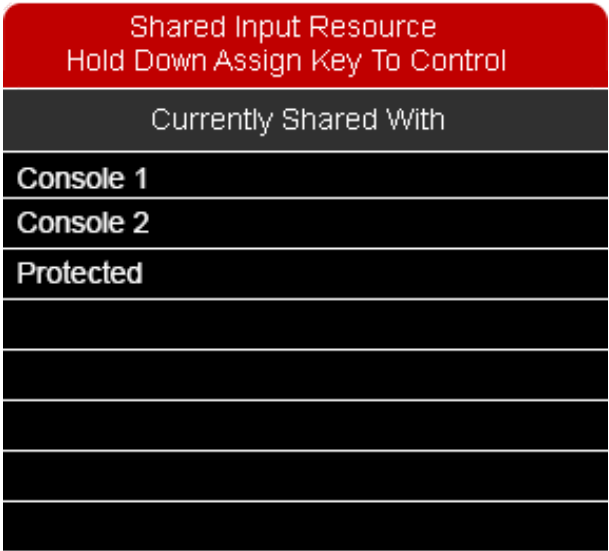 Shared Input Resource
Hold Down Assign Key To Control
Currently Shared With
Console 1
Console 2
Protected